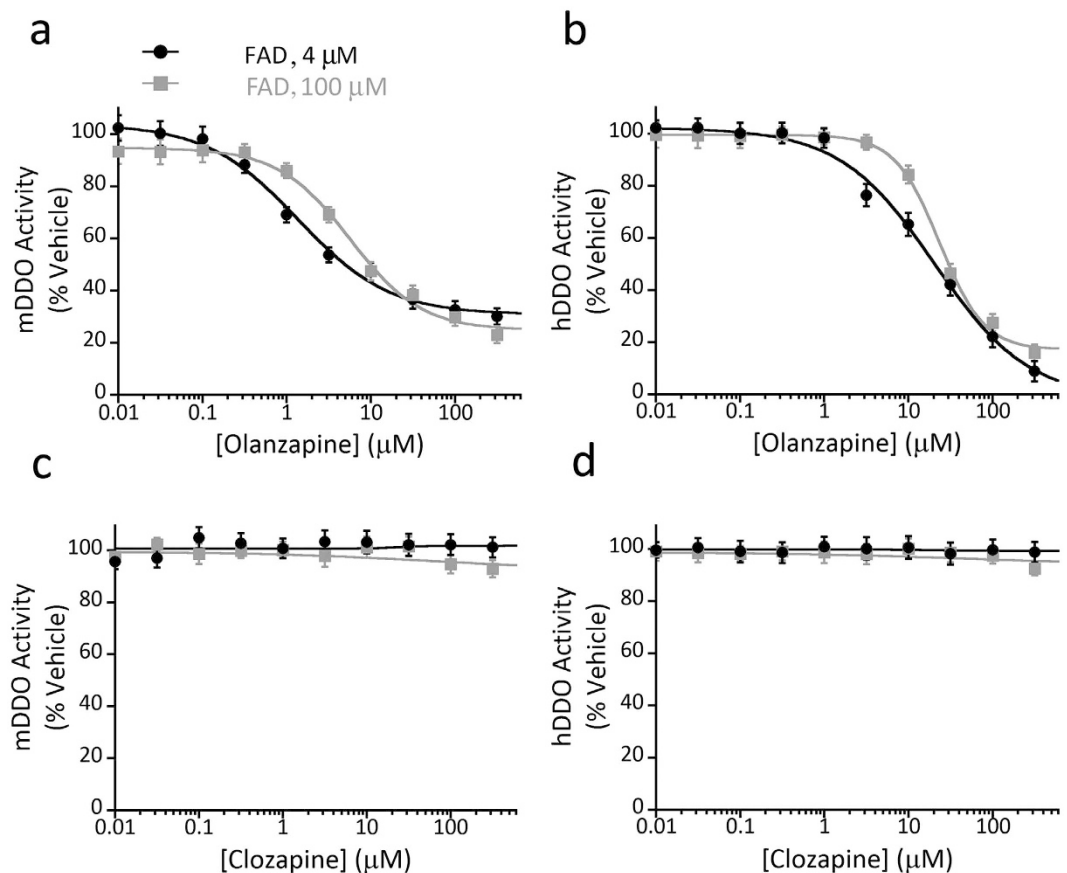 a
FAD, 4 μM
FAD, 100 μM
mDDO Activity
(% Vehicle)
100
80
60
40
20
0
0.01 0.1 1 10 100
[Olanzapine] (μM)
b
hDDO Activity
(% Vehicle)
100
80
60
40
20
0
0.01 0.1 1 10 100
[Olanzapine] (μM)
c
mDDO Activity
(% Vehicle)
100
80
60
40
20
0
0.01 0.1 1 10 100
[Clozapine] (μM)
d
hDDO Activity
(% Vehicle)
100
80
60
40
20
0
0.01 0.1 1 10 100
[Clozapine] (μM)